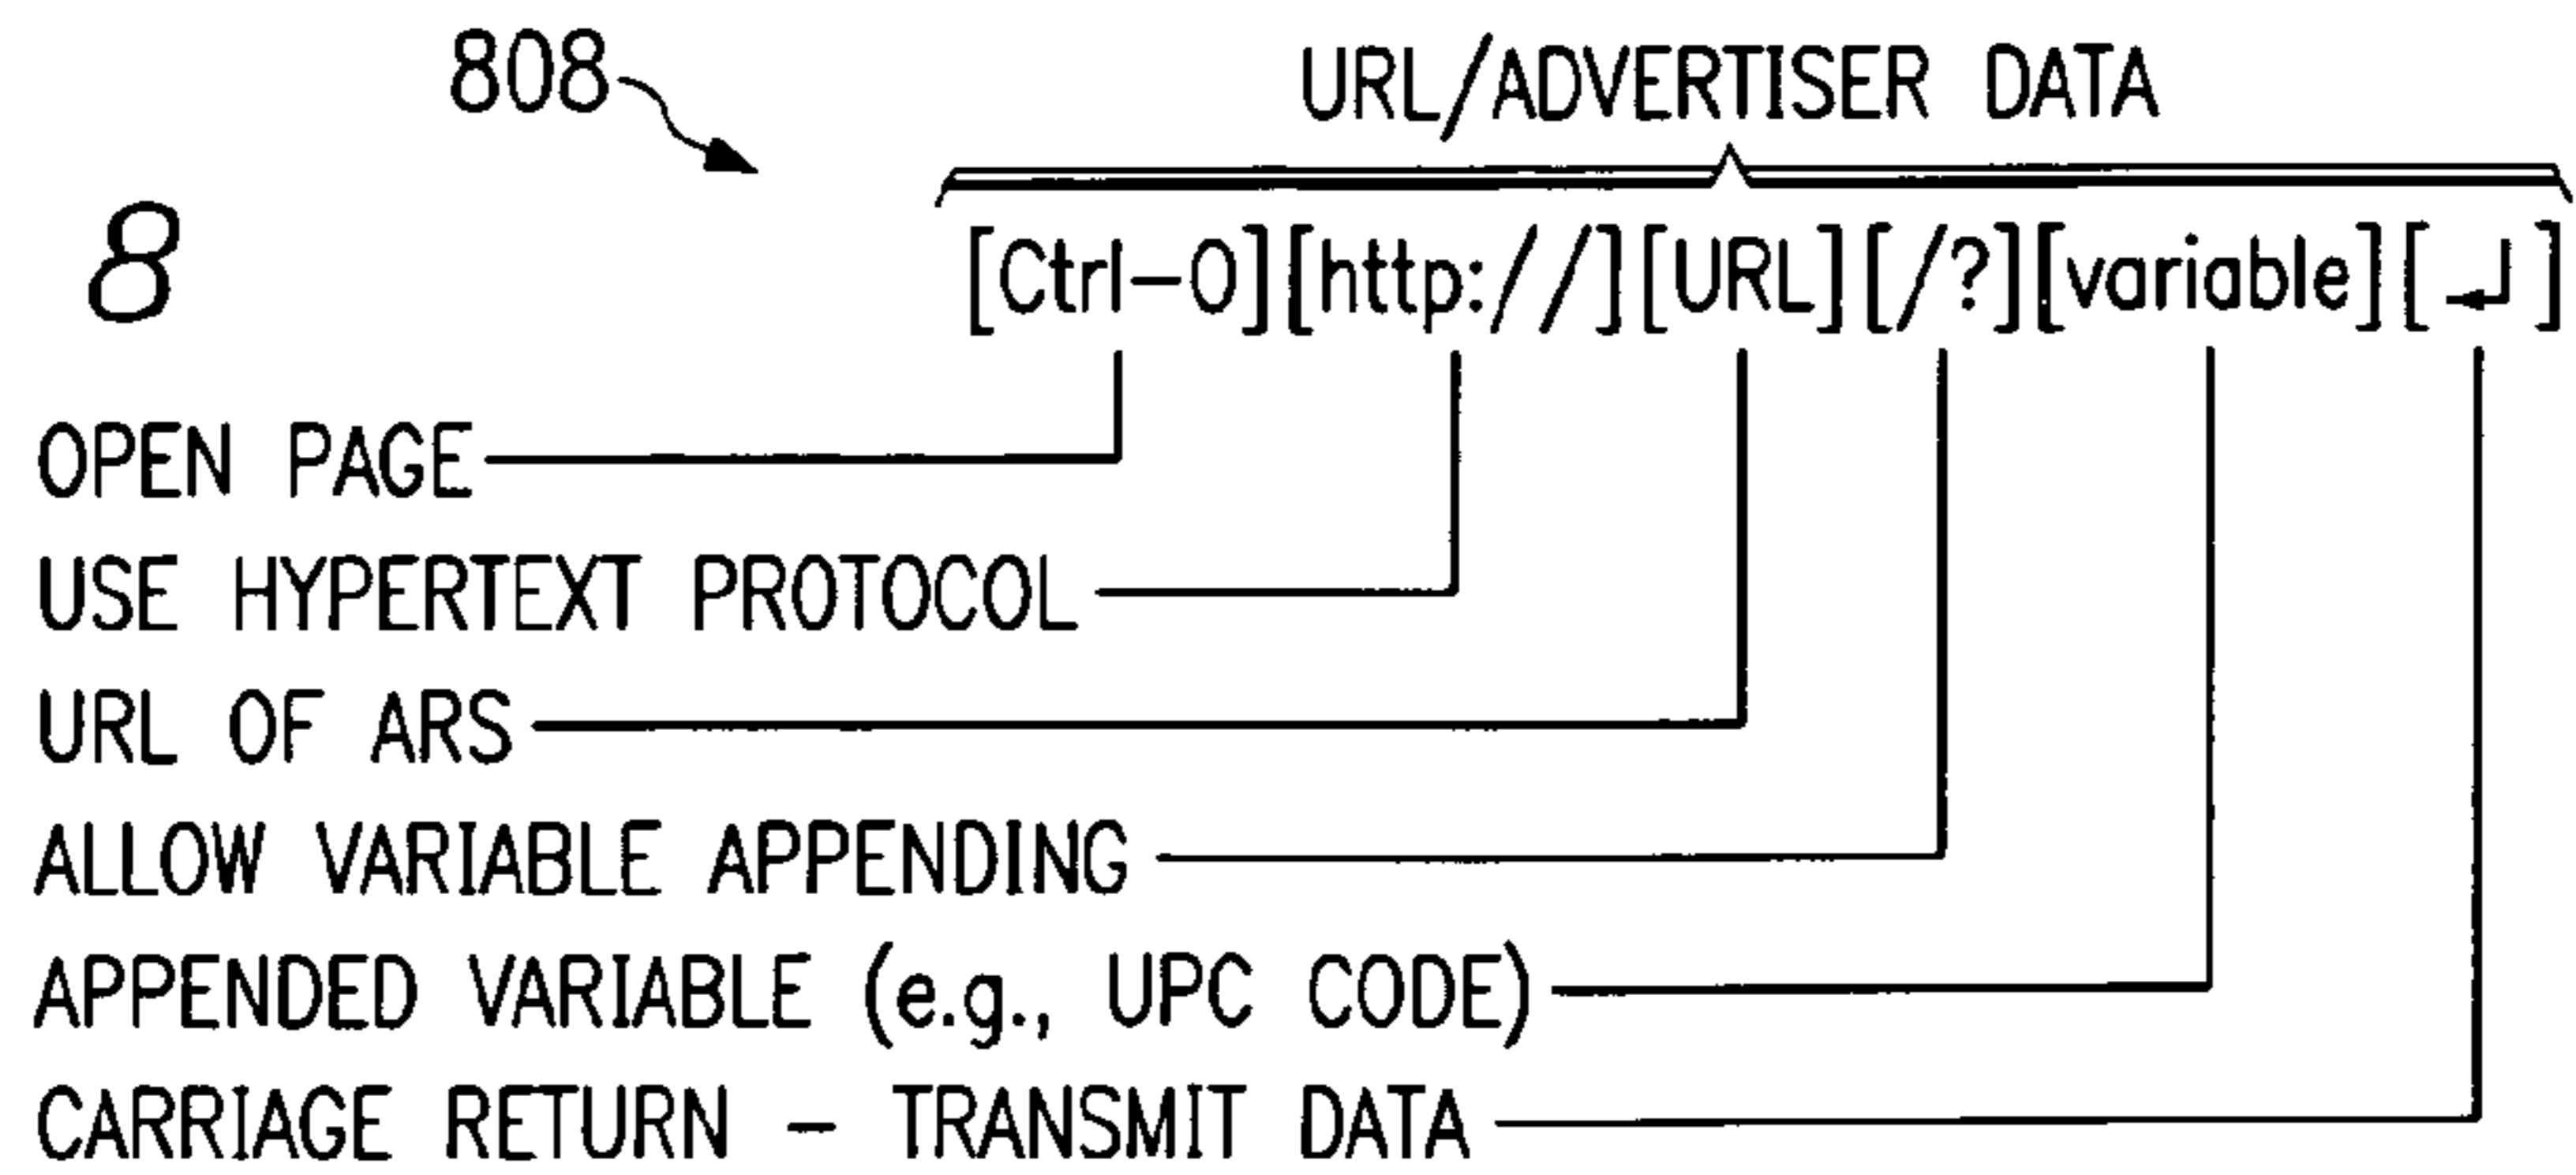 808
URL/ADVERTISER DATA
8
[Ctrl-O][http://][URL][/?][variable][↵]
OPEN PAGE
USE HYPERTEXT PROTOCOL
URL OF ARS
ALLOW VARIABLE APPENDING
APPENDED VARIABLE (e.g., UPC CODE)
CARRIAGE RETURN - TRANSMIT DATA